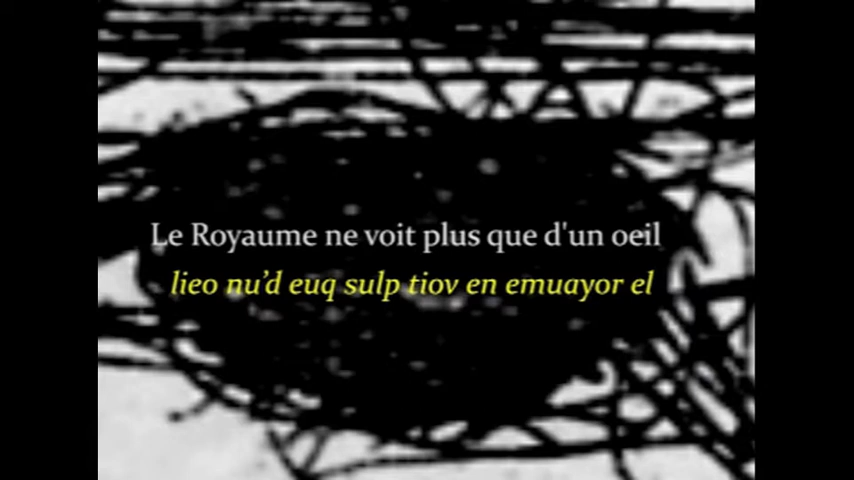 Le Royaume ne voit plus que d'un oeil
lieo nu’d euq sulp tiov en emuayor el